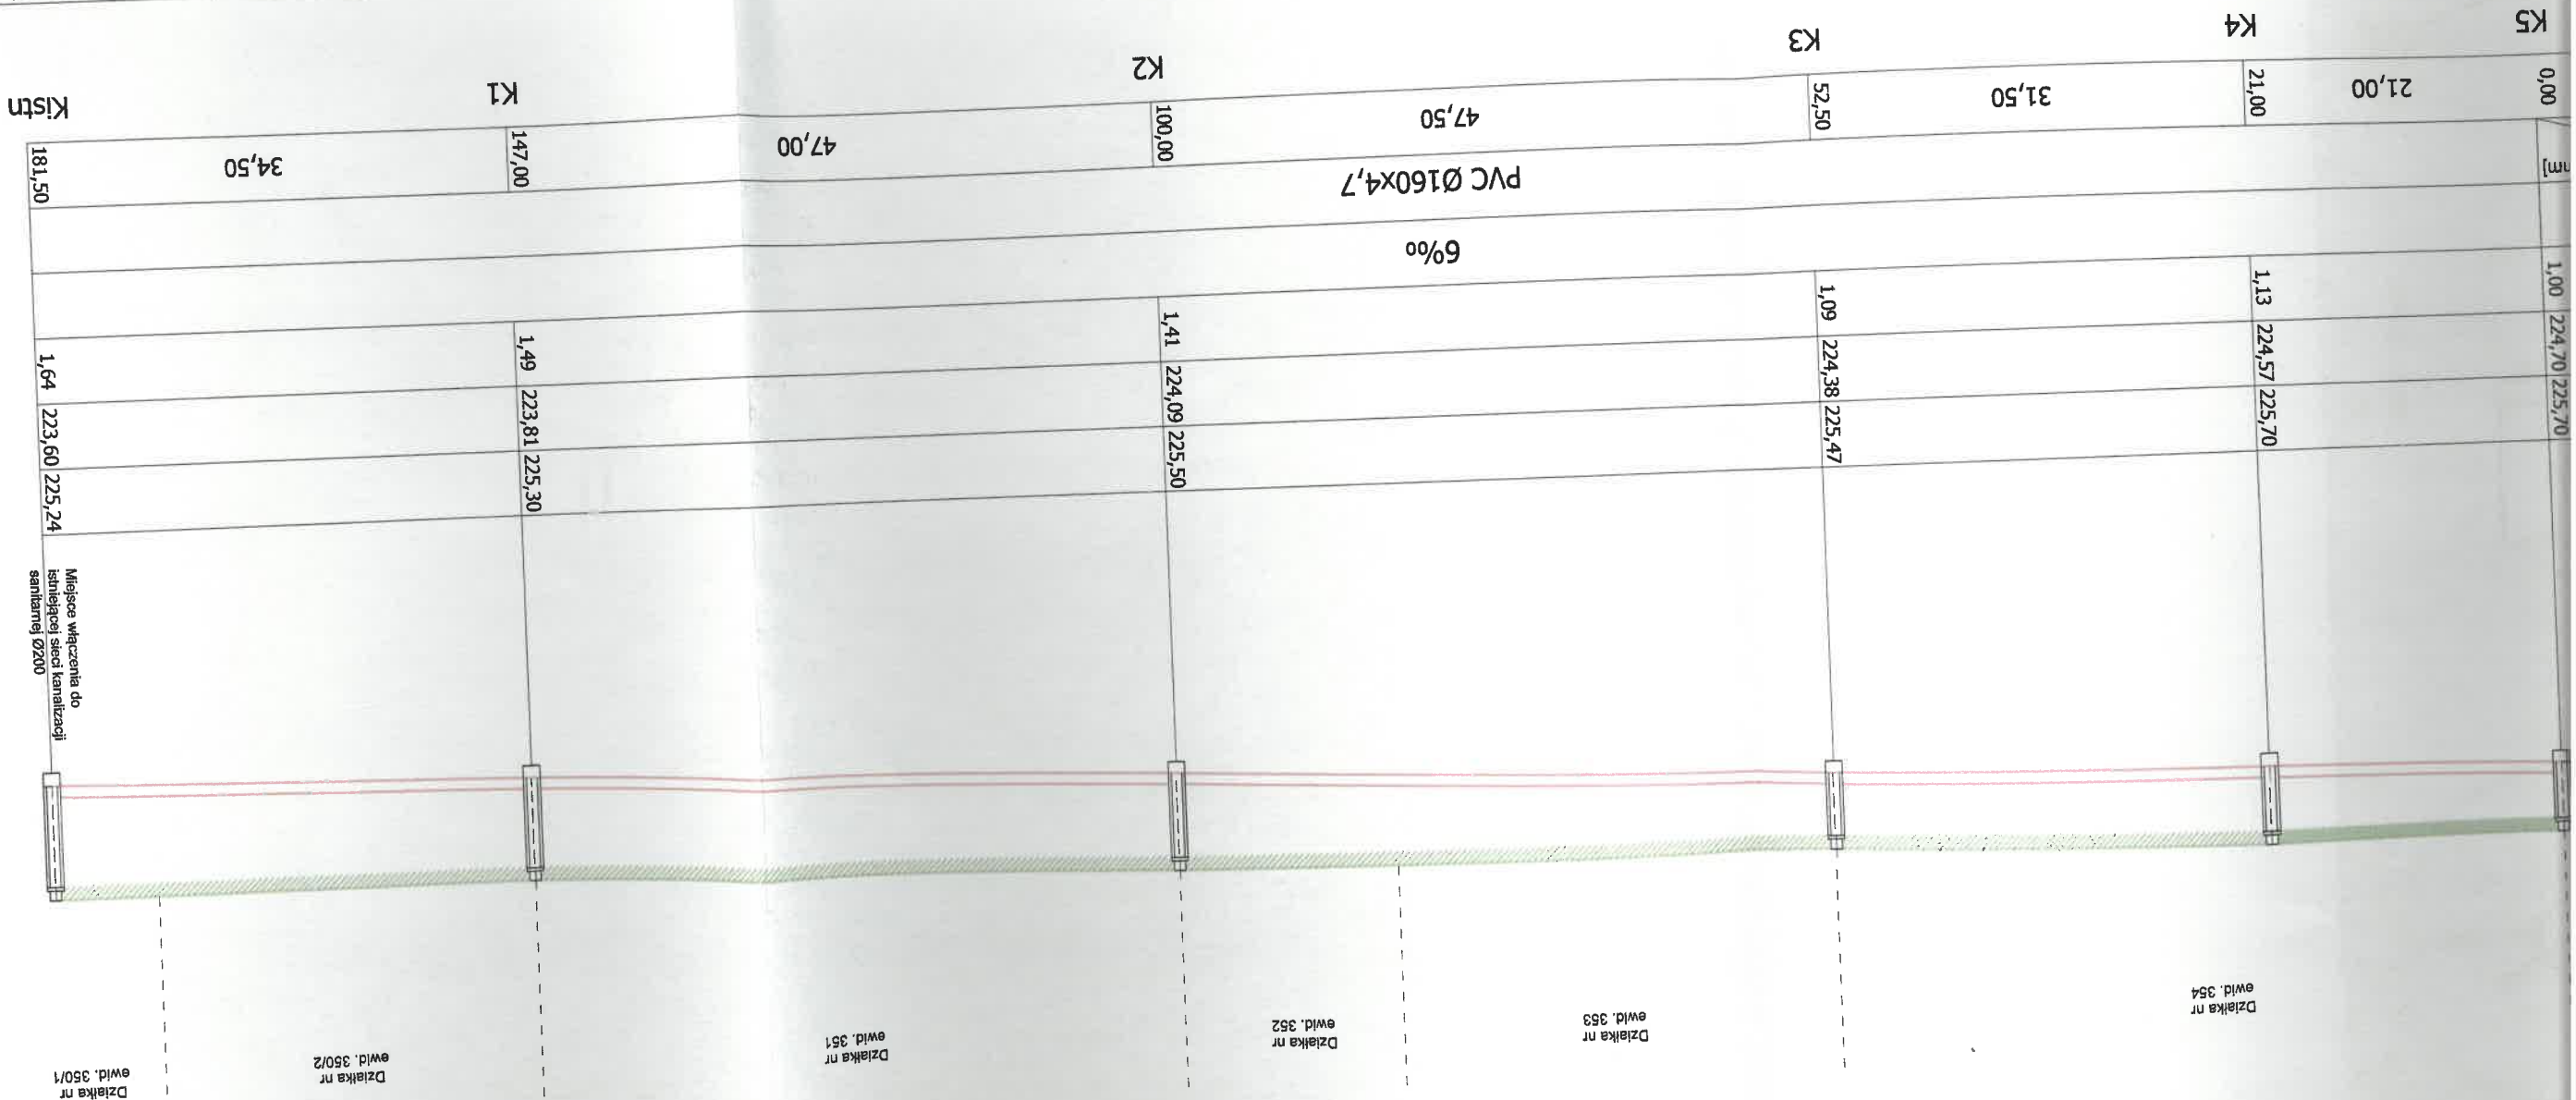 Działka nr
ewid. 354
Działka nr
ewid. 353
Działka nr
ewid. 352
Działka nr
ewid. 351
Działka nr
ewid. 350/2
Działka nr
ewid. 350/1
Miejsce włączenia do
istniejącej sieci kanalizacji
sanitarnej Ø200
225,70
225,70
225,47
225,50
225,30
225,24
224,70
224,57
224,38
224,09
223,81
223,60
1,00
1,13
1,09
1,41
1,49
1,64
6‰
PVC Ø160x4,7
0,00
21,00
21,00
31,50
52,50
47,50
100,00
47,00
147,00
34,50
181,50
K5
K4
K3
K2
K1
Kistn